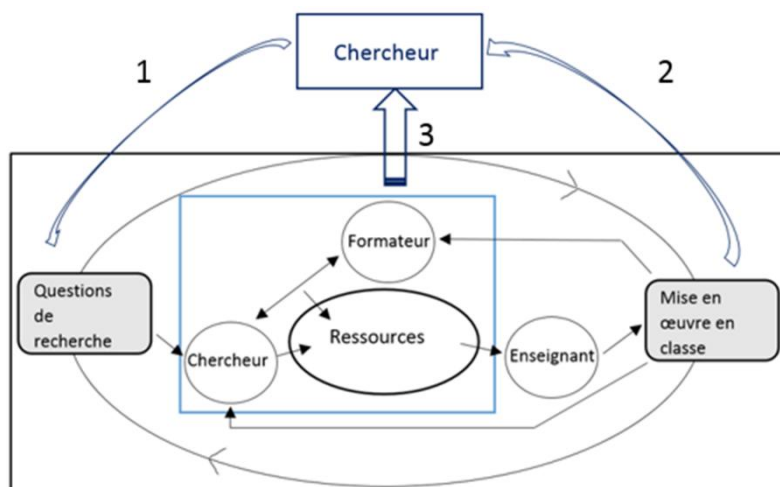 Chercheur
1
2
3
Formateur
Questions
de
recherche
Chercheur
Ressources
Enseignant
Mise en
œuvre en
classe